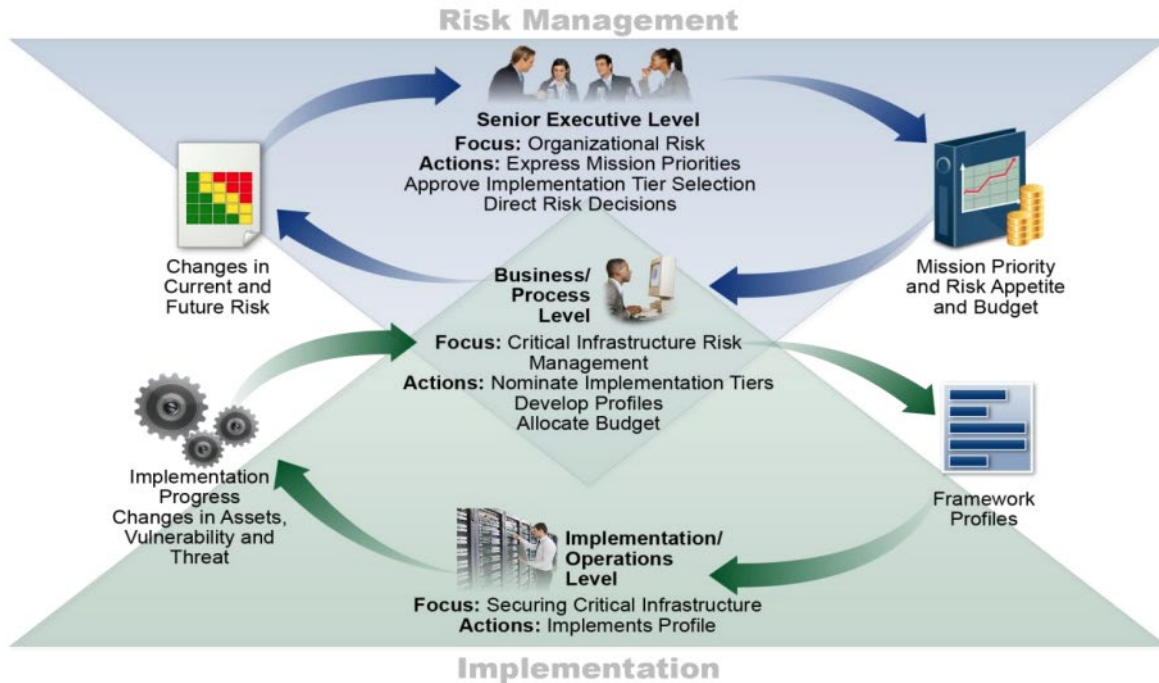 Risk Management
Senior Executive Level
Focus: Organizational Risk
Actions: Express Mission Priorities
Approve Implementation Tier Selection
Direct Risk Decisions
Changes in
Current and
Future Risk
Mission Priority
and Risk Appetite
and Budget
Business/
Process
Level
Focus: Critical Infrastructure Risk
Management
Actions: Nominate Implementation Tiers
Develop Profiles
Allocate Budget
Implementation
Progress
Changes in Assets,
Vulnerability and
Threat
Framework
Profiles
Implementation/
Operations
Level
Focus: Securing Critical Infrastructure
Actions: Implements Profile
Implementation